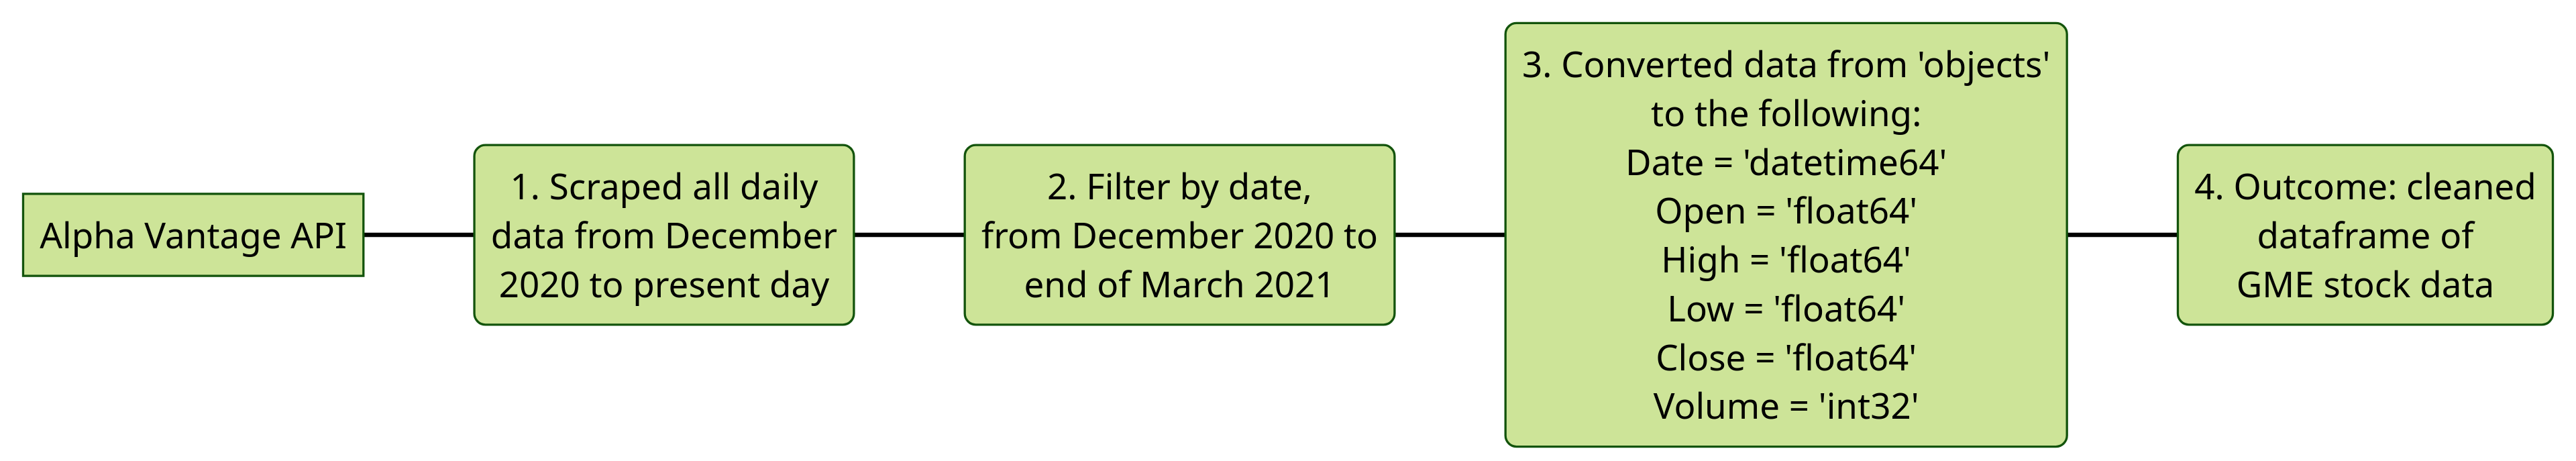 Alpha Vantage API
1. Scraped all daily
data from December
2020 to present day
2. Filter by date,
from December 2020 to
end of March 2021
3. Converted data from 'objects'
to the following:
Date = 'datetime64'
Open = 'float64'
High = 'float64'
Low = 'float64'
Close = 'float64'
Volume = 'int32'
4. Outcome: cleaned
dataframe of
GME stock data